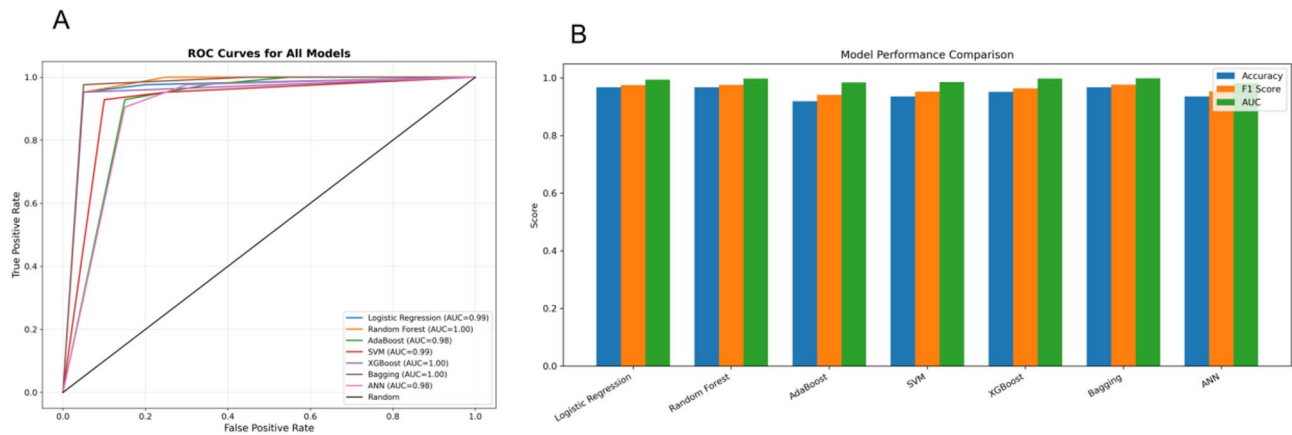 A
ROC Curves for All Models
True Positive Rate
1.0
0.8
0.6
0.4
0.2
0.0
0.0
0.2
0.4
0.6
0.8
1.0
False Positive Rate
Logistic Regression (AUC=0.99)
Random Forest (AUC=1.00)
AdaBoost (AUC=0.98)
SVM (AUC=0.99)
XGBoost (AUC=1.00)
Bagging (AUC=1.00)
ANN (AUC=0.98)
Random
B
Model Performance Comparison
Score
1.0
0.8
0.6
0.4
0.2
0.0
Accuracy
F1 Score
AUC
Logistic Regression
Random Forest
AdaBoost
SVM
XGBoost
Bagging
ANN